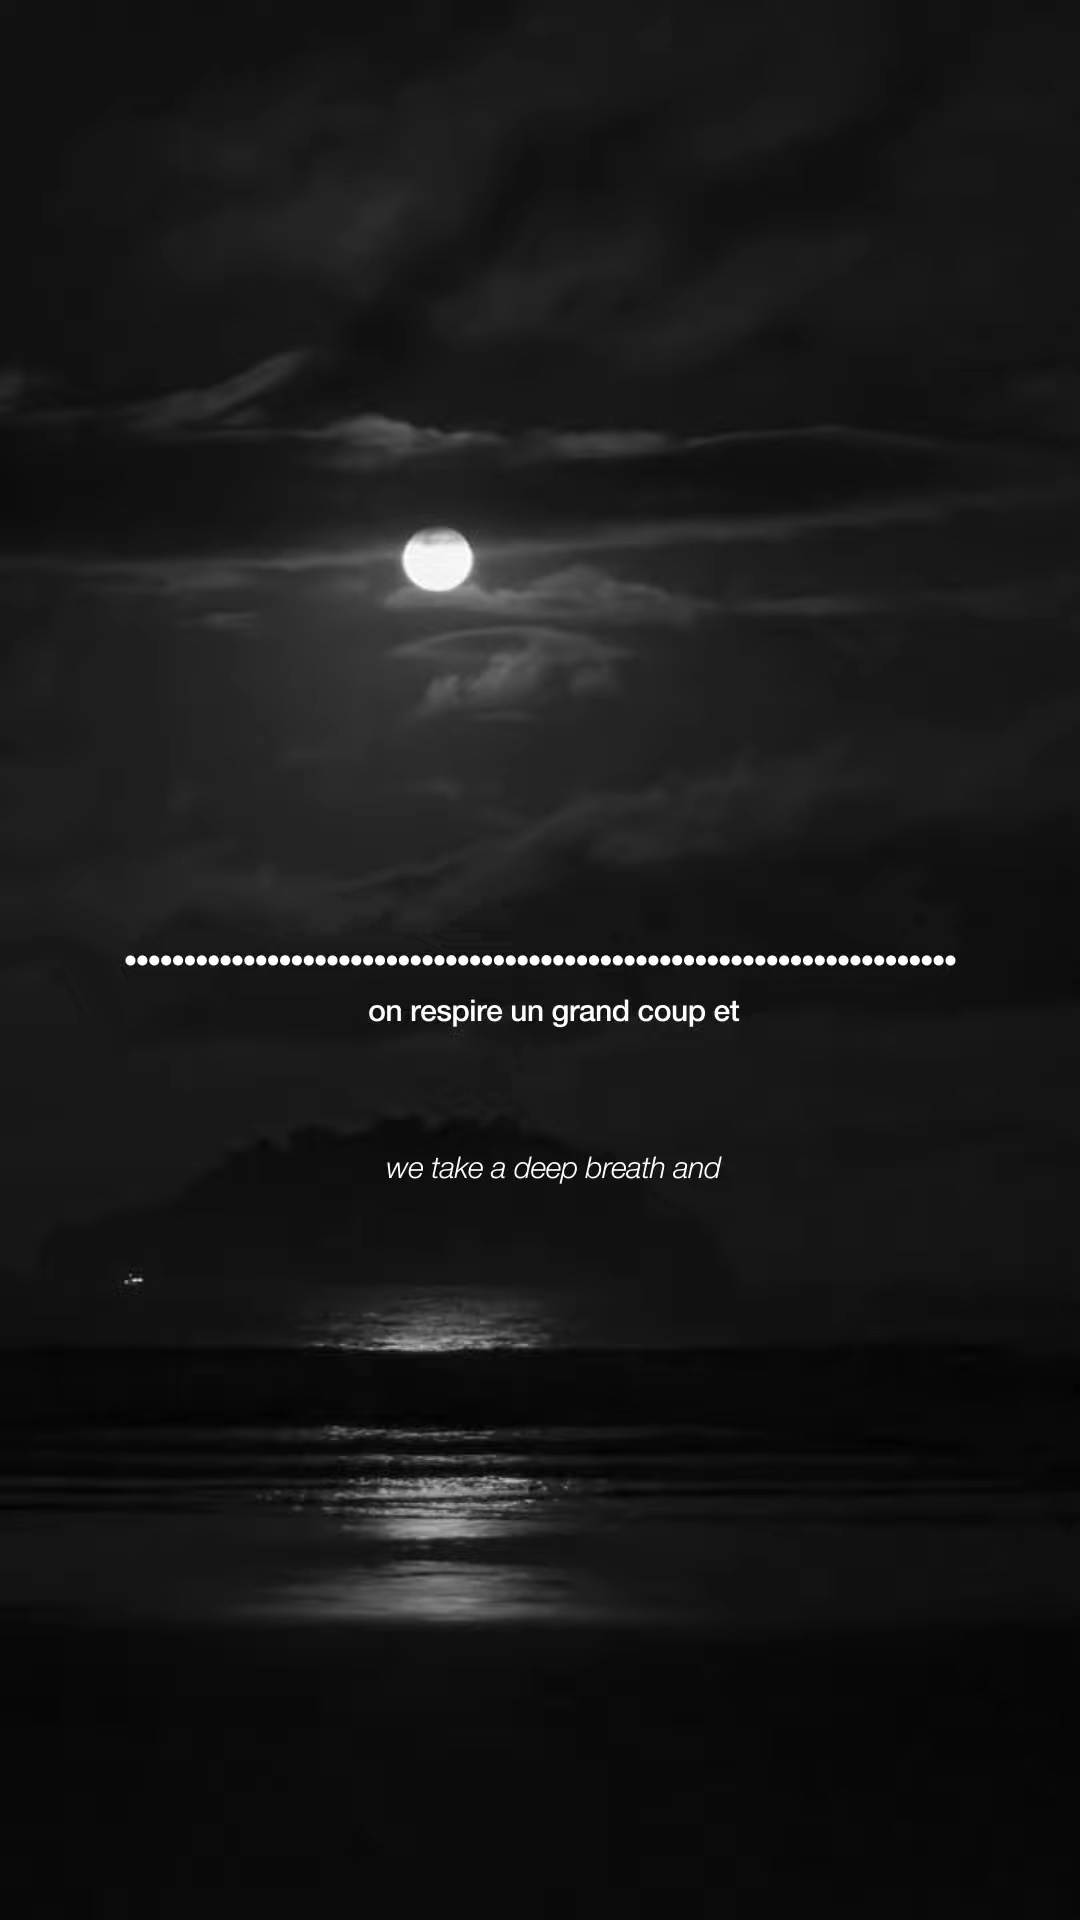 on respire un grand coup et
we take a deep breath and